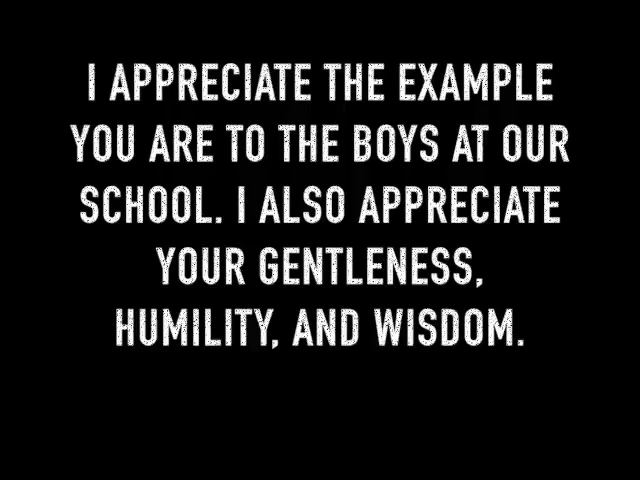 I APPRECIATE THE EXAMPLE
YOU ARE TO THE BOYS AT OUR
SCHOOL. I ALSO APPRECIATE
YOUR GENTLENESS,
HUMILITY, AND WISDOM.